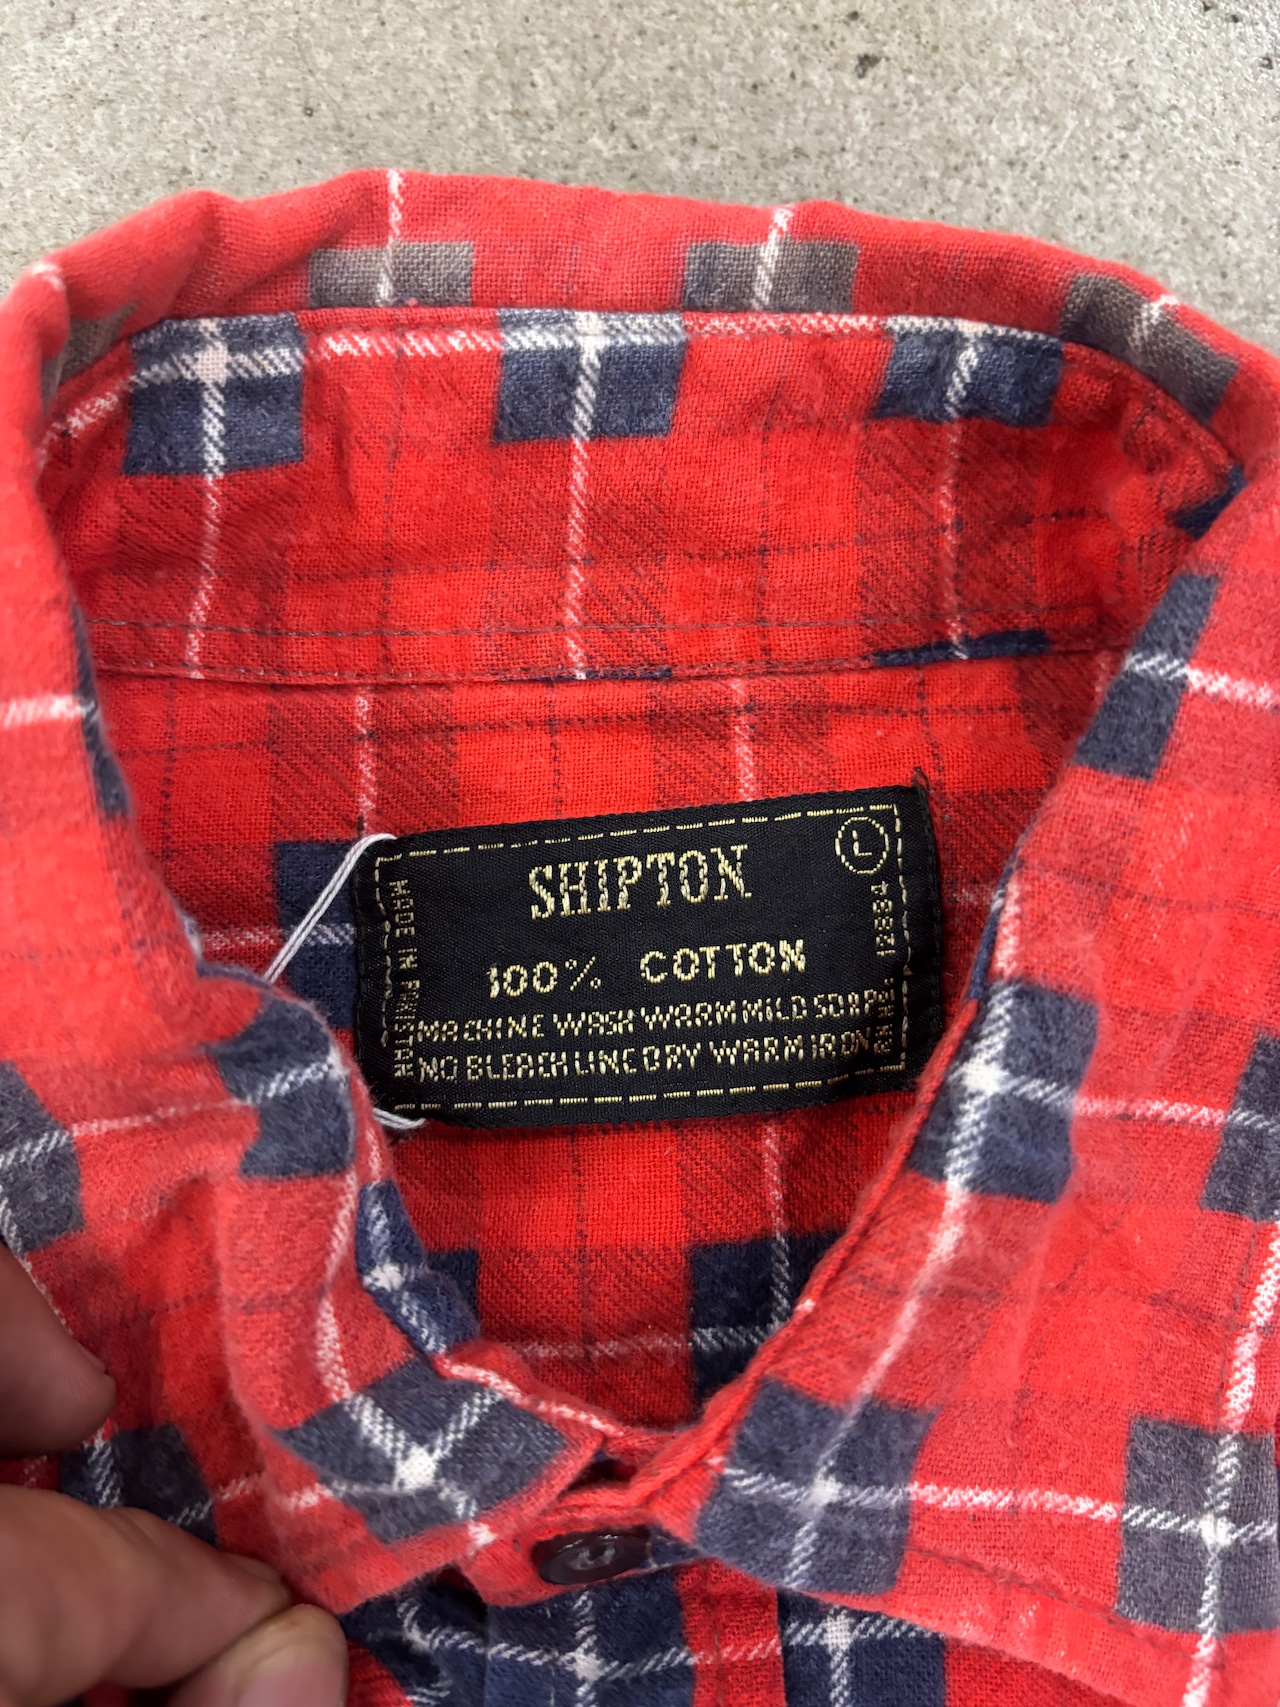 SHIPTON
L
100% COTTON
MACHINE WASH WARM MILD SOAP.
NO BLEACH LINE DRY WARM IRON
MADE IN PAKISTAN
12884